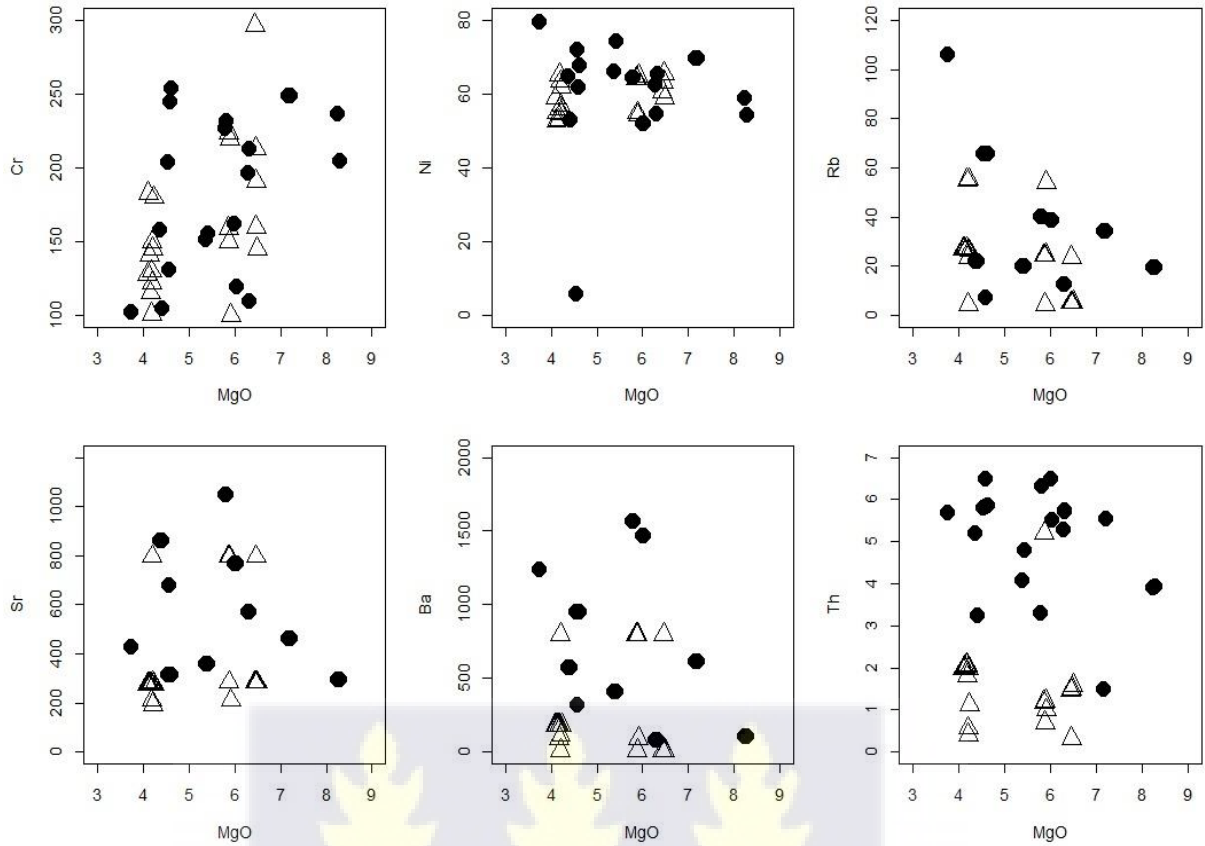 Cr
100 150 200 250 300
3 4 5 6 7 8 9
MgO
Ni
0 20 40 60 80
3 4 5 6 7 8 9
MgO
Rb
0 20 40 60 80 100 120
3 4 5 6 7 8 9
MgO
Sr
0 200 400 600 800 1000
3 4 5 6 7 8 9
MgO
Ba
0 500 1000 1500 2000
3 4 5 6 7 8 9
MgO
Th
0 1 2 3 4 5 6 7
3 4 5 6 7 8 9
MgO